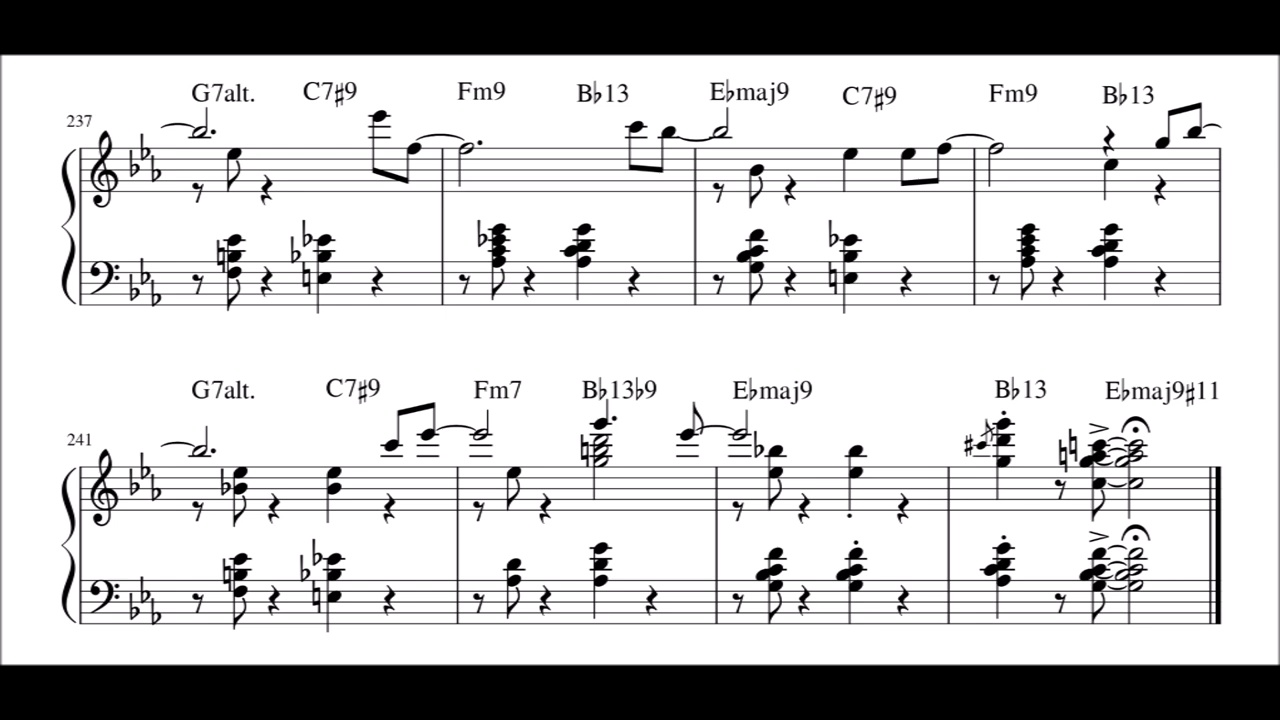 G7alt. C7♯9 Fm9 B♭13 E♭maj9 C7♯9 Fm9 B♭13
237
G7alt. C7♯9 Fm7 B♭13♭9 E♭maj9 B♭13 E♭maj9♯11
241